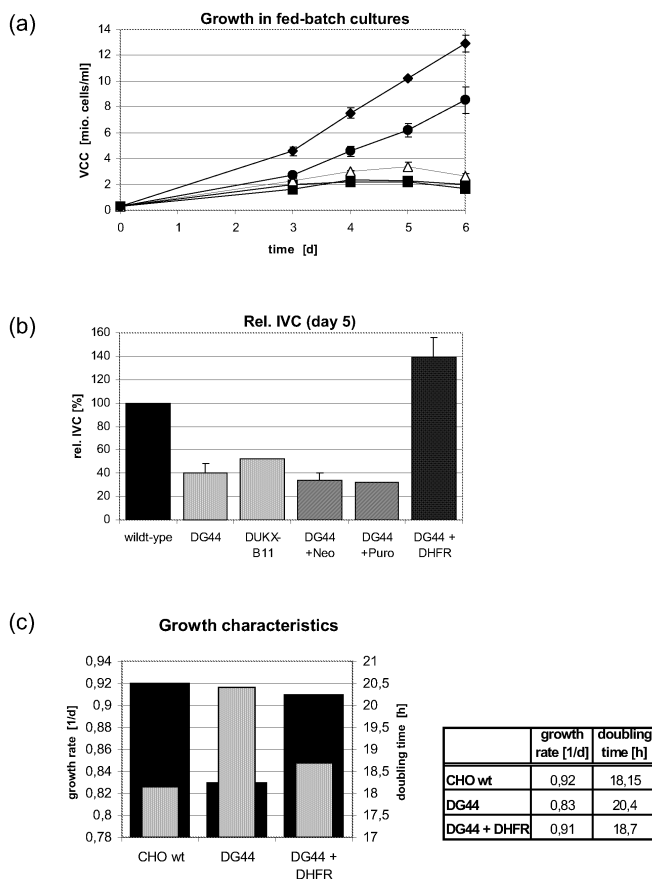 (a)
Growth in fed-batch cultures
14
12
10
8
6
4
2
0
VCC [mio. cells/ml]
0 1 2 3 4 5 6
time [d]
(b)
Rel. IVC (day 5)
160
140
120
100
80
60
40
20
0
rel. IVC [%]
wildt-ype DG44 DUKX-B11 DG44 +Neo DG44 +Puro DG44 + DHFR
(c)
Growth characteristics
0,94
0,92
0,9
0,88
0,86
0,84
0,82
0,8
0,78
growth rate [1/d]
21
20,5
20
19,5
19
18,5
18
17,5
17
doubling time [h]
CHO wt DG44 DG44 + DHFR
growth rate [1/d] doubling time [h]
CHO wt 0,92 18,15
DG44 0,83 20,4
DG44 + DHFR 0,91 18,7